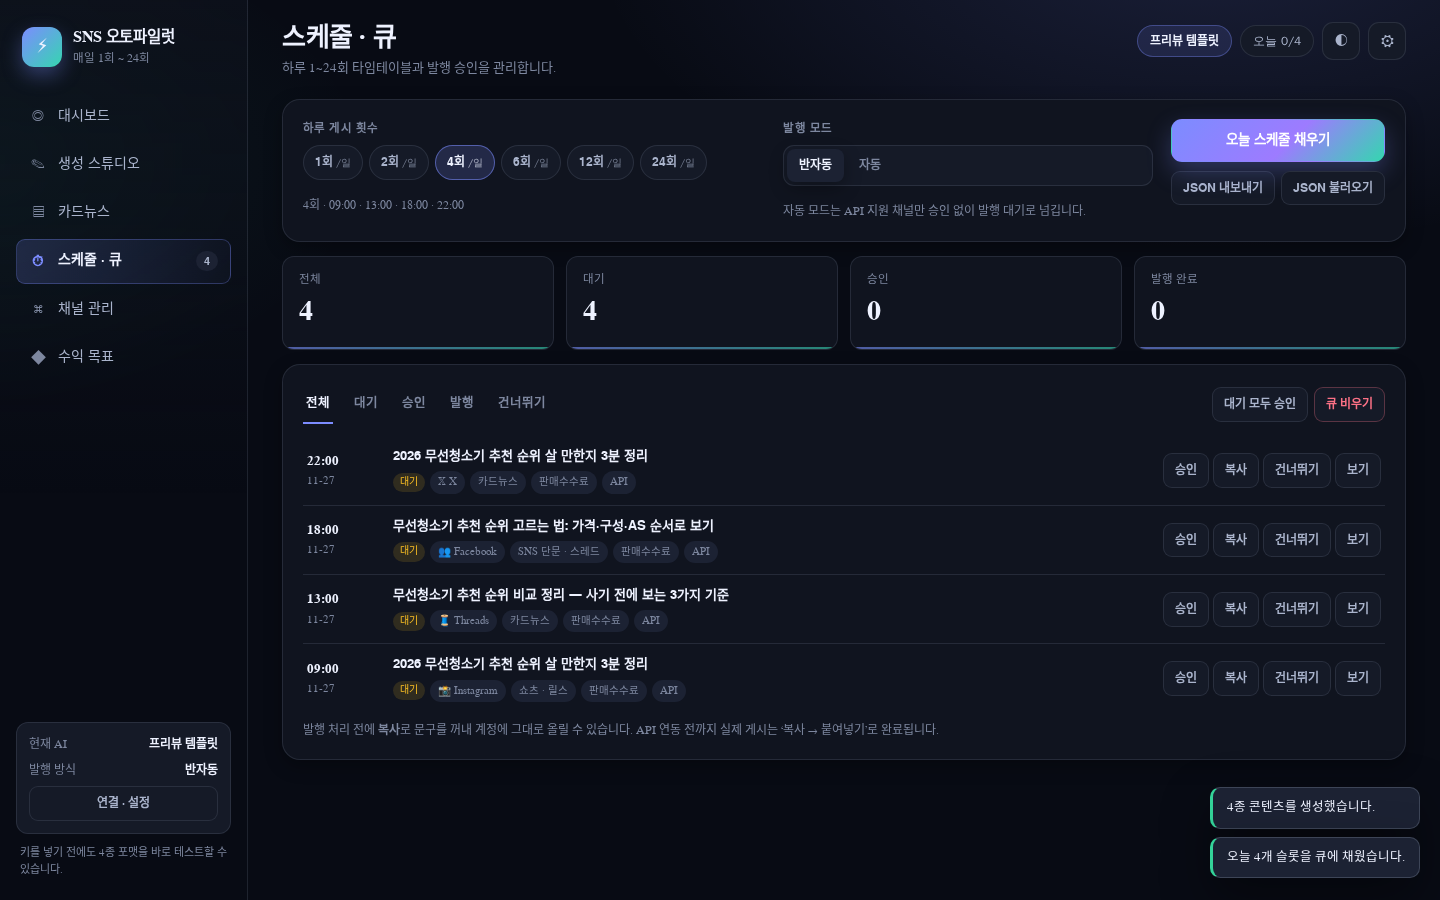 SNS 오토파일럿
매일 1회 ~ 24회
대시보드
생성 스튜디오
카드뉴스
스케줄 · 큐
4
채널 관리
수익 목표
현재 AI
프리뷰 템플릿
발행 방식
반자동
연결 · 설정
키를 넣기 전에도 4종 포맷을 바로 테스트할 수
있습니다.
스케줄 · 큐
하루 1~24회 타임테이블과 발행 승인을 관리합니다.
프리뷰 템플릿
오늘 0/4
하루 게시 횟수
1회 /일
2회 /일
4회 /일
6회 /일
12회 /일
24회 /일
4회 · 09:00 · 13:00 · 18:00 · 22:00
발행 모드
반자동
자동
자동 모드는 API 지원 채널만 승인 없이 발행 대기로 넘깁니다.
오늘 스케줄 채우기
JSON 내보내기
JSON 불러오기
전체
4
대기
4
승인
0
발행 완료
0
전체
대기
승인
발행
건너뛰기
대기 모두 승인
큐 비우기
22:00
11-27
2026 무선청소기 추천 순위 살 만한지 3분 정리
대기
𝕏 X
카드뉴스
판매수수료
API
승인
복사
건너뛰기
보기
18:00
11-27
무선청소기 추천 순위 고르는 법: 가격·구성·AS 순서로 보기
대기
👥 Facebook
SNS 단문 · 스레드
판매수수료
API
승인
복사
건너뛰기
보기
13:00
11-27
무선청소기 추천 순위 비교 정리 — 사기 전에 보는 3가지 기준
대기
🧵 Threads
카드뉴스
판매수수료
API
승인
복사
건너뛰기
보기
09:00
11-27
2026 무선청소기 추천 순위 살 만한지 3분 정리
대기
📸 Instagram
쇼츠 · 릴스
판매수수료
API
승인
복사
건너뛰기
보기
발행 처리 전에 복사로 문구를 꺼내 계정에 그대로 올릴 수 있습니다. API 연동 전까지 실제 게시는 ‘복사 → 붙여넣기’로 완료됩니다.
4종 콘텐츠를 생성했습니다.
오늘 4개 슬롯을 큐에 채웠습니다.